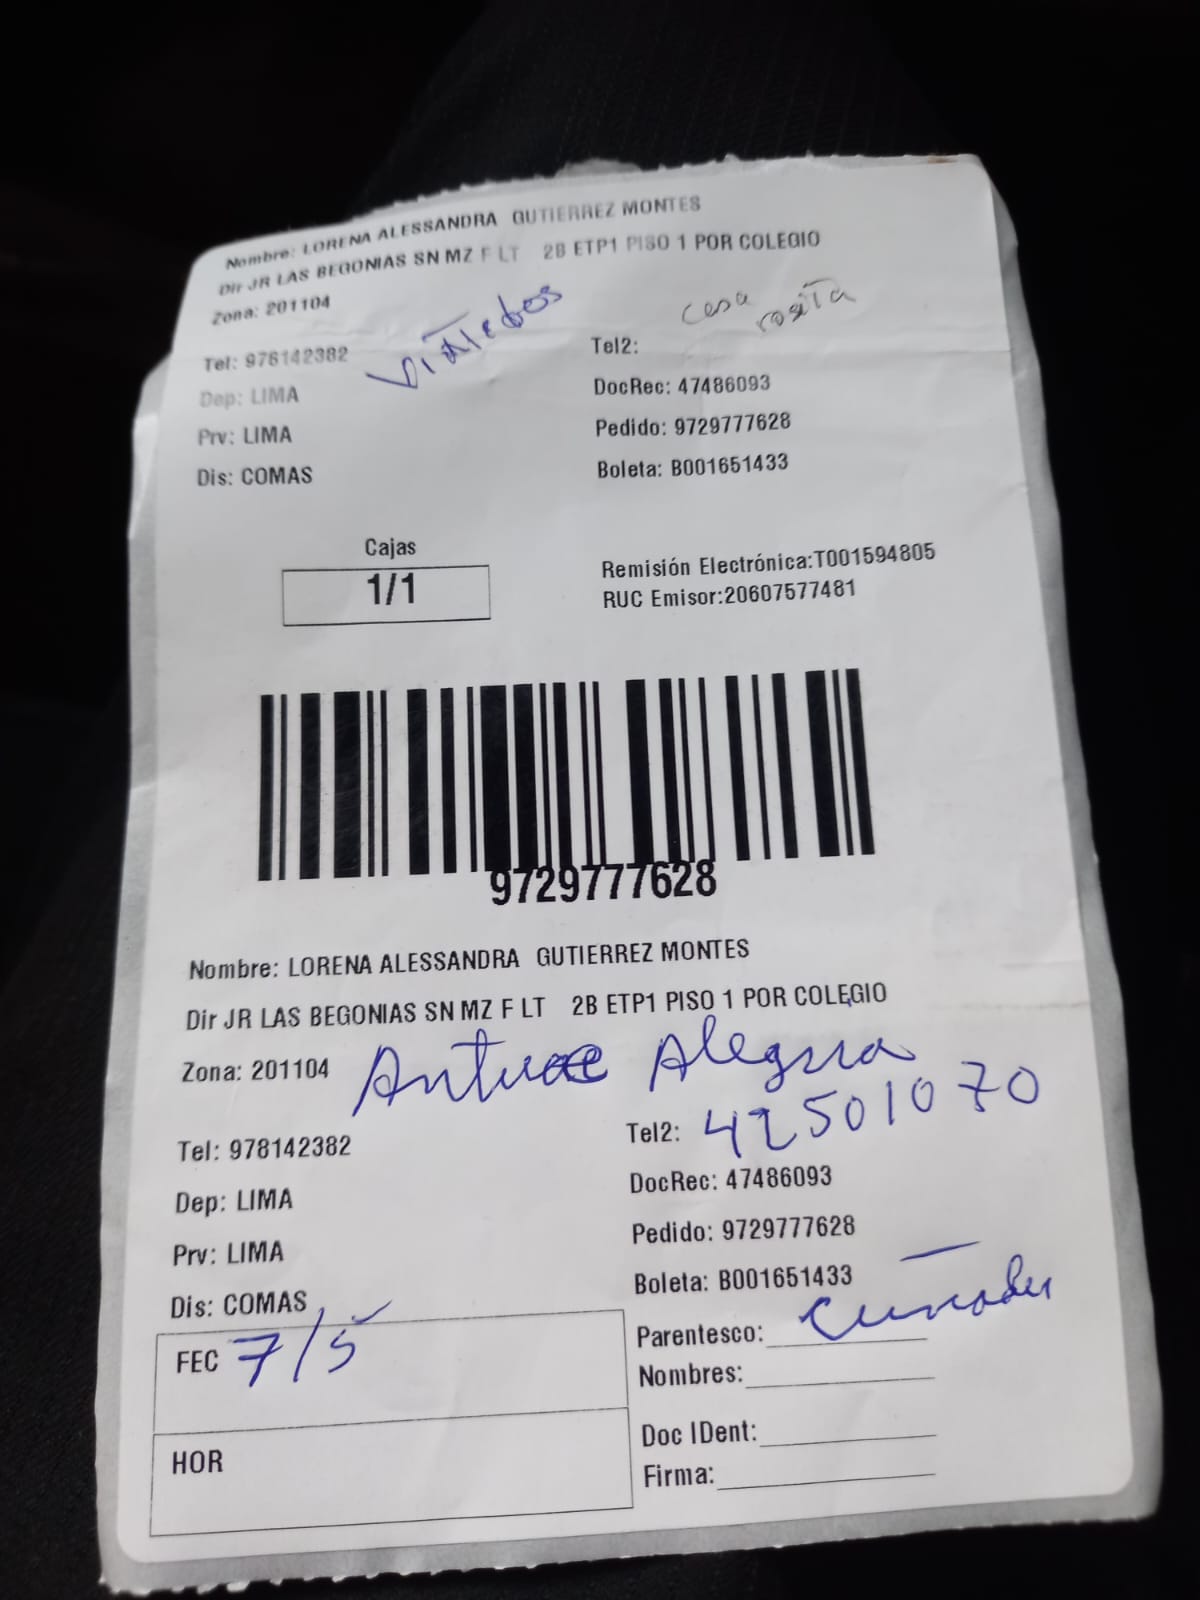 Nombre: LORENA ALESSANDRA GUTIERREZ MONTES
Dir JR LAS BEGONIAS SN MZ F LT 2B ETP1 PISO 1 POR COLEGIO
Zona: 201104
casa rosita
Viñledos
Tel: 978142382
Tel2:
Dep: LIMA
DocRec: 47486093
Prv: LIMA
Pedido: 9729777628
Dis: COMAS
Boleta: B001651433
Cajas
1/1
Remisión Electrónica:T001594805
RUC Emisor:20607577481
9729777628
Nombre: LORENA ALESSANDRA GUTIERREZ MONTES
Dir JR LAS BEGONIAS SN MZ F LT 2B ETP1 PISO 1 POR COLEGIO
Zona: 201104 Alegria
Tel: 978142382
Tel2: 42501070
DocRec: 47486093
Dep: LIMA
Pedido: 9729777628
Prv: LIMA
Boleta: B001651433
Dis: COMAS
Parentesco: Cuñada
FEC 7/5
Nombres:
HOR
Doc IDent:
Firma: